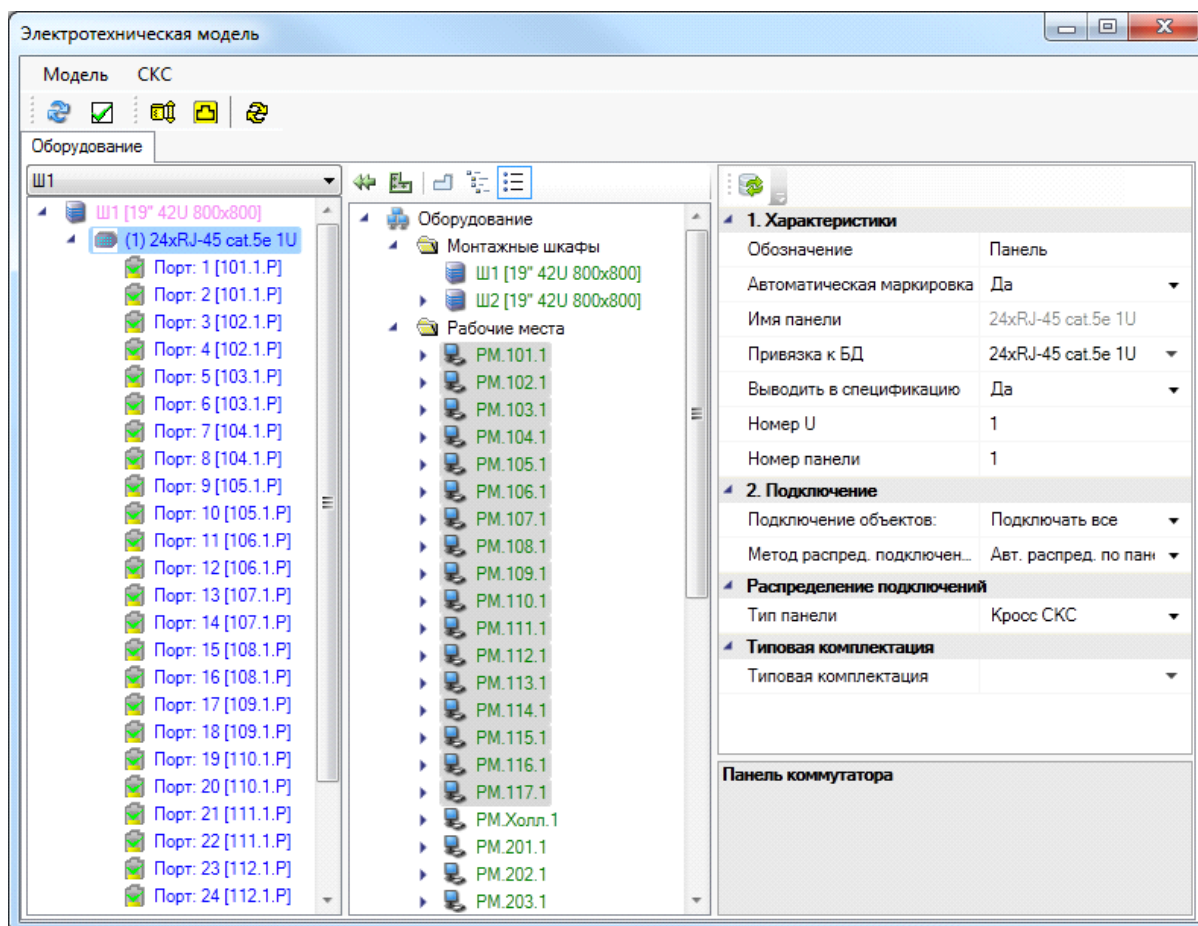 Электротехническая модель
Модель СКС
Оборудование
Ш1
Ш1 [19" 42U 800x800]
(1) 24xRJ-45 cat.5e 1U
Порт: 1 [101.1.P]
Порт: 2 [101.1.P]
Порт: 3 [102.1.P]
Порт: 4 [102.1.P]
Порт: 5 [103.1.P]
Порт: 6 [103.1.P]
Порт: 7 [104.1.P]
Порт: 8 [104.1.P]
Порт: 9 [105.1.P]
Порт: 10 [105.1.P]
Порт: 11 [106.1.P]
Порт: 12 [106.1.P]
Порт: 13 [107.1.P]
Порт: 14 [107.1.P]
Порт: 15 [108.1.P]
Порт: 16 [108.1.P]
Порт: 17 [109.1.P]
Порт: 18 [109.1.P]
Порт: 19 [110.1.P]
Порт: 20 [110.1.P]
Порт: 21 [111.1.P]
Порт: 22 [111.1.P]
Порт: 23 [112.1.P]
Порт: 24 [112.1.P]
Оборудование
Монтажные шкафы
Ш1 [19" 42U 800x800]
Ш2 [19" 42U 800x800]
Рабочие места
РМ.101.1
РМ.102.1
РМ.103.1
РМ.104.1
РМ.105.1
РМ.106.1
РМ.107.1
РМ.108.1
РМ.109.1
РМ.110.1
РМ.111.1
РМ.112.1
РМ.113.1
РМ.114.1
РМ.115.1
РМ.116.1
РМ.117.1
РМ.Холл.1
РМ.201.1
РМ.202.1
РМ.203.1
1. Характеристики
Обозначение Панель
Автоматическая маркировка Да
Имя панели 24xRJ-45 cat.5e 1U
Привязка к БД 24xRJ-45 cat.5e 1U
Выводить в спецификацию Да
Номер U 1
Номер панели 1
2. Подключение
Подключение объектов: Подключать все
Метод распред. подключен... Авт. распред. по пан
Распределение подключений
Тип панели Кросс СКС
Типовая комплектация
Типовая комплектация
Панель коммутатора